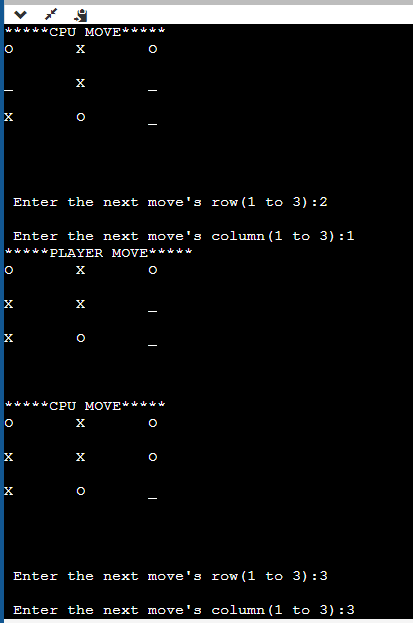 *****CPU MOVE*****
O X O
_ X _
X O _
Enter the next move's row(1 to 3):2
Enter the next move's column(1 to 3):1
*****PLAYER MOVE*****
O X O
X X _
X O _
*****CPU MOVE*****
O X O
X X O
X O _
Enter the next move's row(1 to 3):3
Enter the next move's column(1 to 3):3